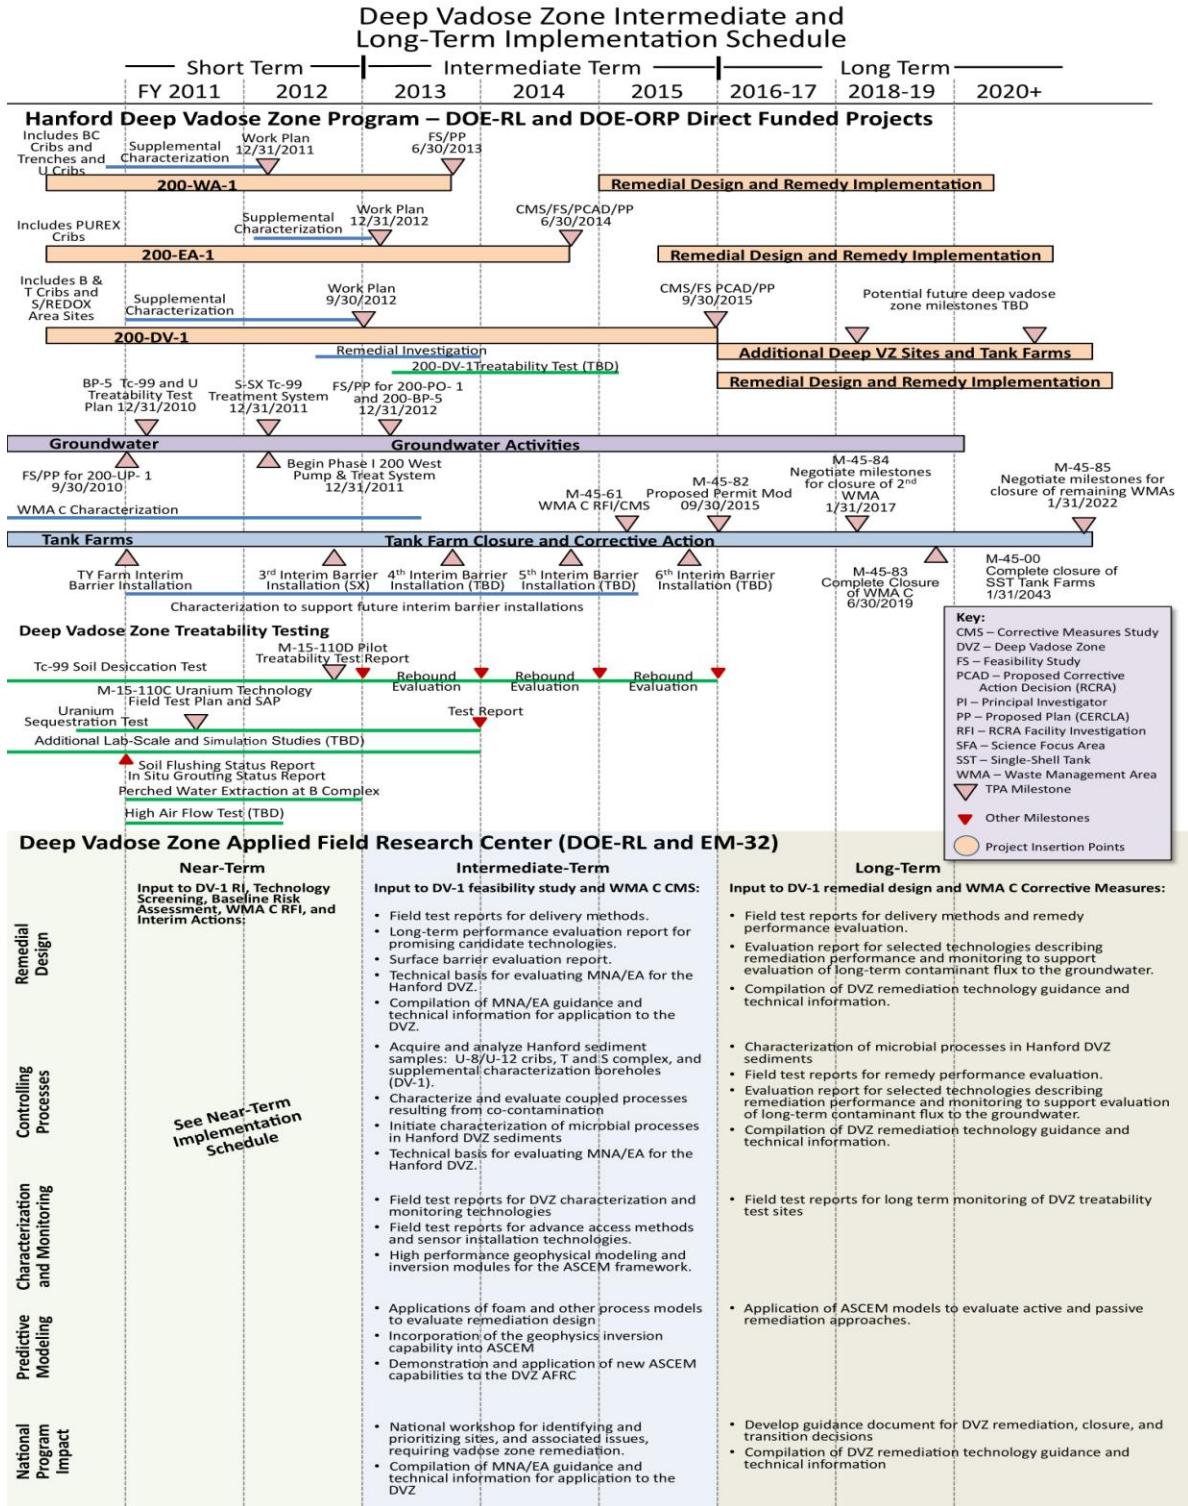 Deep Vadose Zone Intermediate and
Long-Term Implementation Schedule
Short Term
Intermediate Term
Long Term
FY 2011
2012
2013
2014
2015
2016-17
2018-19
2020+
Hanford Deep Vadose Zone Program – DOE-RL and DOE-ORP Direct Funded Projects
Includes BC
Cribs and
Trenches and
U Cribs
Supplemental
Characterization
Work Plan
12/31/2011
FS/PP
6/30/2013
200-WA-1
Remedial Design and Remedy Implementation
Includes PUREX
Cribs
Supplemental
Characterization
Work Plan
12/31/2012
CMS/FS/PCAD/PP
6/30/2014
200-EA-1
Remedial Design and Remedy Implementation
Includes B &
T Cribs and
S/REDOX
Area Sites
Supplemental
Characterization
Work Plan
9/30/2012
CMS/FS PCAD/PP
9/30/2015
Potential future deep vadose
zone milestones TBD
200-DV-1
Remedial Investigation
Additional Deep VZ Sites and Tank Farms
200-DV-1Treatability Test (TBD)
Remedial Design and Remedy Implementation
BP-5 Tc-99 and U
Treatability Test
Plan 12/31/2010
S-SX Tc-99
Treatment System
12/31/2011
FS/PP for 200-PO- 1
and 200-BP-5
12/31/2012
Groundwater
Groundwater Activities
FS/PP for 200-UP- 1
9/30/2010
Begin Phase I 200 West
Pump & Treat System
12/31/2011
M-45-61
WMA C RFI/CMS
M-45-82
Proposed Permit Mod
09/30/2015
M-45-84
Negotiate milestones
for closure of 2nd
WMA
1/31/2017
M-45-85
Negotiate milestones for
closure of remaining WMAs
1/31/2022
WMA C Characterization
Tank Farms
Tank Farm Closure and Corrective Action
TY Farm Interim
Barrier Installation
3rd Interim Barrier
Installation (SX)
4th Interim Barrier
Installation (TBD)
5th Interim Barrier
Installation (TBD)
6th Interim Barrier
Installation (TBD)
M-45-83
Complete Closure
of WMA C
6/30/2019
M-45-00
Complete closure of
SST Tank Farms
1/31/2043
Characterization to support future interim barrier installations
Deep Vadose Zone Treatability Testing
M-15-110D Pilot
Treatability Test Report
Tc-99 Soil Desiccation Test
Rebound
Evaluation
Rebound
Evaluation
Rebound
Evaluation
M-15-110C Uranium Technology
Field Test Plan and SAP
Uranium
Sequestration Test
Test Report
Additional Lab-Scale and Simulation Studies (TBD)
Soil Flushing Status Report
In Situ Grouting Status Report
Perched Water Extraction at B Complex
High Air Flow Test (TBD)
Key:
CMS – Corrective Measures Study
DVZ – Deep Vadose Zone
FS – Feasibility Study
PCAD – Proposed Corrective
Action Decision (RCRA)
PI – Principal Investigator
PP – Proposed Plan (CERCLA)
RFI – RCRA Facility Investigation
SFA – Science Focus Area
SST – Single-Shell Tank
WMA – Waste Management Area
TPA Milestone
Other Milestones
Project Insertion Points
Deep Vadose Zone Applied Field Research Center (DOE-RL and EM-32)
Near-Term
Intermediate-Term
Long-Term
Input to DV-1 RI, Technology
Screening, Baseline Risk
Assessment, WMA C RFI, and
Interim Actions:
Input to DV-1 feasibility study and WMA C CMS:
Input to DV-1 remedial design and WMA C Corrective Measures:
Remedial
Design
• Field test reports for delivery methods.
• Long-term performance evaluation report for
promising candidate technologies.
• Surface barrier evaluation report.
• Technical basis for evaluating MNA/EA for the
Hanford DVZ.
• Compilation of MNA/EA guidance and
technical information for application to the
DVZ.
• Field test reports for delivery methods and remedy
performance evaluation.
• Evaluation report for selected technologies describing
remediation performance and monitoring to support
evaluation of long-term contaminant flux to the groundwater.
• Compilation of DVZ remediation technology guidance and
technical information.
Controlling
Processes
See Near-Term
Implementation
Schedule
• Acquire and analyze Hanford sediment
samples: U-8/U-12 cribs, T and S complex, and
supplemental characterization boreholes
(DV-1).
• Characterize and evaluate coupled processes
resulting from co-contamination
• Initiate characterization of microbial processes
in Hanford DVZ sediments
• Technical basis for evaluating MNA/EA for the
Hanford DVZ.
• Characterization of microbial processes in Hanford DVZ
sediments
• Field test reports for remedy performance evaluation.
• Evaluation report for selected technologies describing
remediation performance and monitoring to support evaluation
of long-term contaminant flux to the groundwater.
• Compilation of DVZ remediation technology guidance and
technical information.
Characterization
and Monitoring
• Field test reports for DVZ characterization and
monitoring technologies
• Field test reports for advance access methods
and sensor installation technologies.
• High performance geophysical modeling and
inversion modules for the ASCEM framework.
• Field test reports for long term monitoring of DVZ treatability
test sites
Predictive
Modeling
• Applications of foam and other process models
to evaluate remediation design
• Incorporation of the geophysics inversion
capability into ASCEM
• Demonstration and application of new ASCEM
capabilities to the DVZ AFRC
• Application of ASCEM models to evaluate active and passive
remediation approaches.
National
Program
Impact
• National workshop for identifying and
prioritizing sites, and associated issues,
requiring vadose zone remediation.
• Compilation of MNA/EA guidance and
technical information for application to the
DVZ
• Develop guidance document for DVZ remediation, closure, and
transition decisions
• Compilation of DVZ remediation technology guidance and
technical information